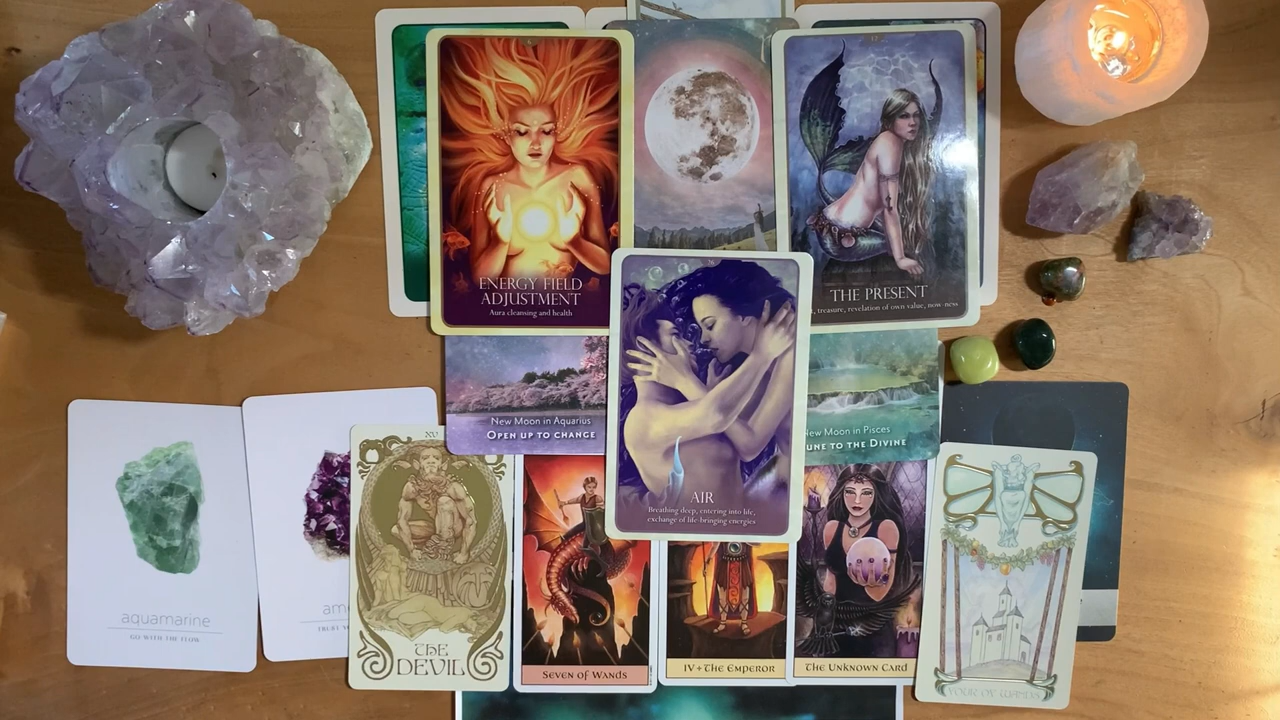 ENERGY FIELD
ADJUSTMENT
Aura cleansing and health
THE PRESENT
treasure, revelation of own value, now-ness
New Moon in Aquarius
OPEN UP TO CHANGE
New Moon in Pisces
TO THE DIVINE
AIR
Breathing deep, entering into life,
exchange of life-bringing energies
aquamarine
GO WITH THE FLOW
XV
THE
DEVIL
SEVEN OF WANDS
IV + THE EMPEROR
THE UNKNOWN CARD
FOUR OF WANDS